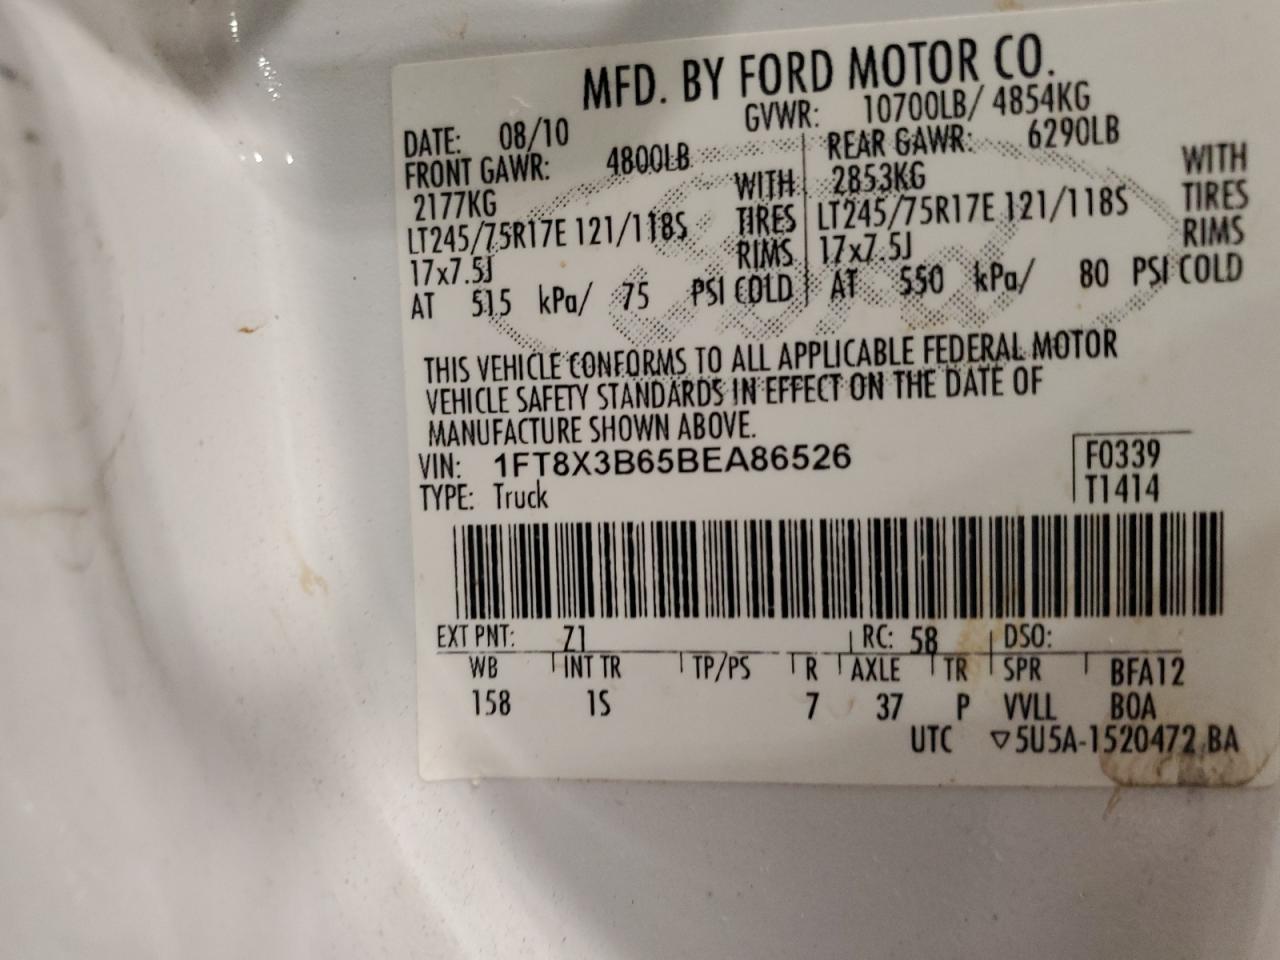 MFD. BY FORD MOTOR CO.
DATE: 08/10 GVWR: 10700LB/ 4854KG
FRONT GAWR: 4800LB REAR GAWR: 6290LB
2177KG WITH 2853KG WITH
LT245/75R17E 121/118S TIRES LT245/75R17E 121/118S TIRES
17x7.5J RIMS 17x7.5J RIMS
AT 515 kPa/ 75 PSI COLD AT 550 kPa/ 80 PSI COLD
THIS VEHICLE CONFORMS TO ALL APPLICABLE FEDERAL MOTOR
VEHICLE SAFETY STANDARDS IN EFFECT ON THE DATE OF
MANUFACTURE SHOWN ABOVE.
VIN: 1FT8X3B65BEA86526 F0339
TYPE: Truck T1414
EXT PNT: Z1 RC: 58 DSO:
WB INT TR TP/PS R AXLE TR SPR BFA12
158 1S 7 37 P VVLL BOA
UTC ▽5U5A-1520472 BA